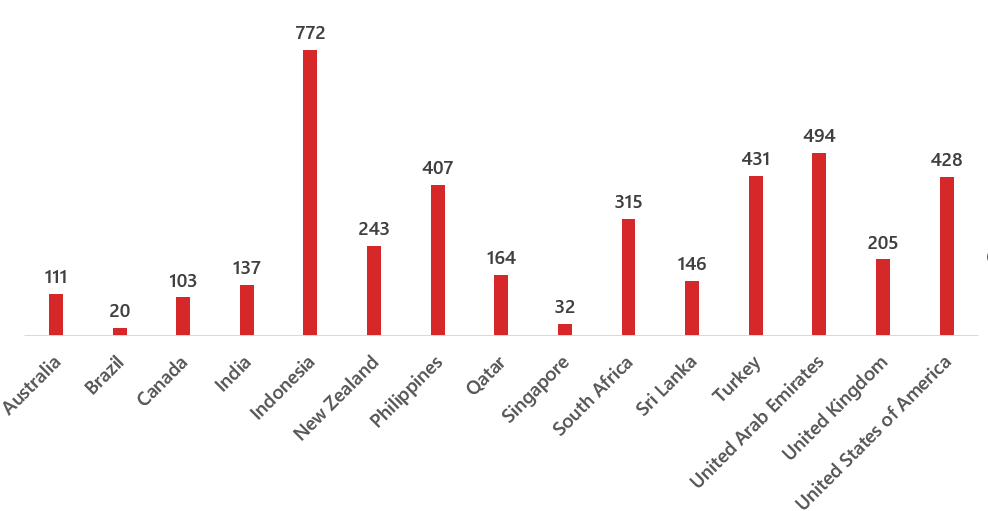 772
494
431
428
407
315
243
205
164
146
137
111
103
32
20
Australia
Brazil
Canada
India
Indonesia
New Zealand
Philippines
Qatar
Singapore
South Africa
Sri Lanka
Turkey
United Arab Emirates
United Kingdom
United States of America